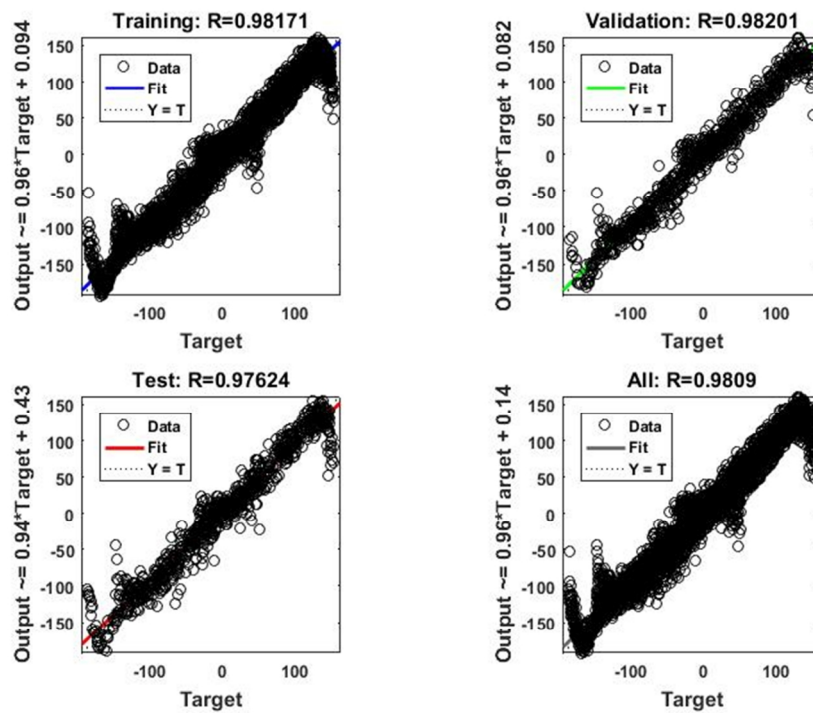 Training: R=0.98171
Output ~= 0.96*Target + 0.094
150
100
50
0
-50
-100
-150
Data
Fit
Y = T
-100
0
100
Target
Validation: R=0.98201
Output ~= 0.96*Target + 0.082
150
100
50
0
-50
-100
-150
Data
Fit
Y = T
-100
0
100
Target
Test: R=0.97624
Output ~= 0.94*Target + 0.43
150
100
50
0
-50
-100
-150
Data
Fit
Y = T
-100
0
100
Target
All: R=0.9809
Output ~= 0.96*Target + 0.14
150
100
50
0
-50
-100
-150
Data
Fit
Y = T
-100
0
100
Target